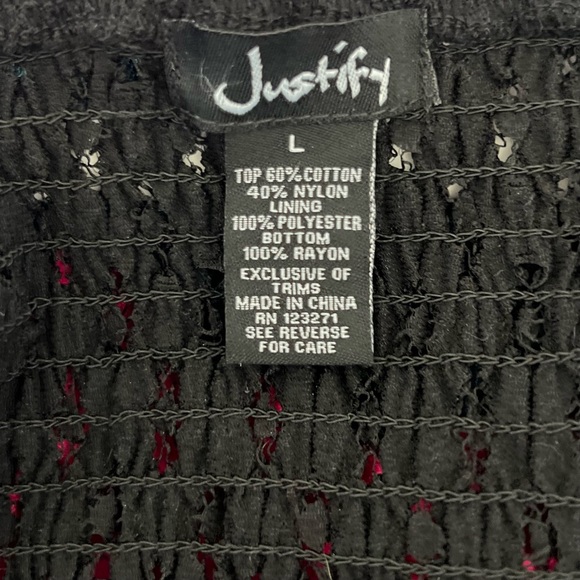 Justify
L
TOP 60% COTTON
40% NYLON
LINING
100% POLYESTER
BOTTOM
100% RAYON
EXCLUSIVE OF
TRIMS
MADE IN CHINA
RN 123271
SEE REVERSE
FOR CARE